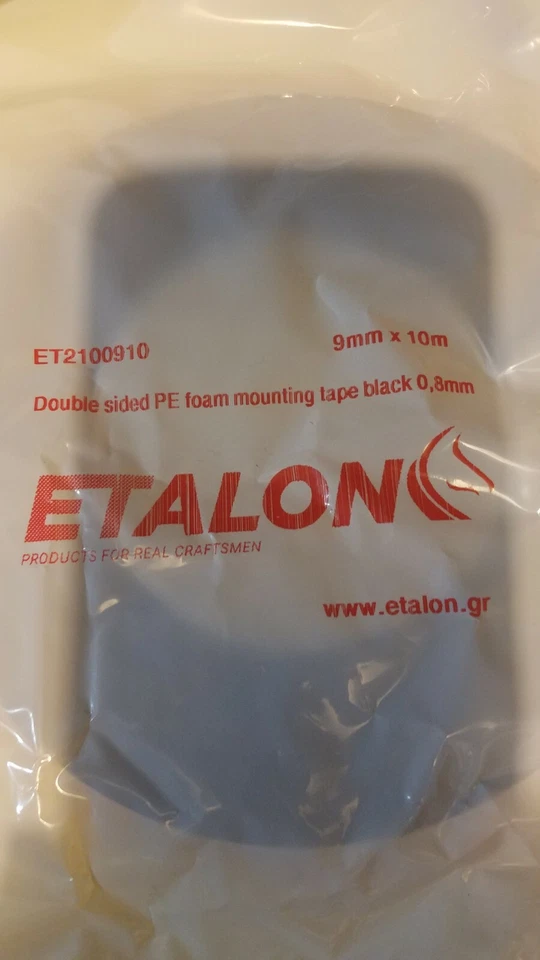 ET2100910 9mm x 10m
Double sided PE foam mounting tape black 0,8mm
ETALON
PRODUCTS FOR REAL CRAFTSMEN
www.etalon.gr